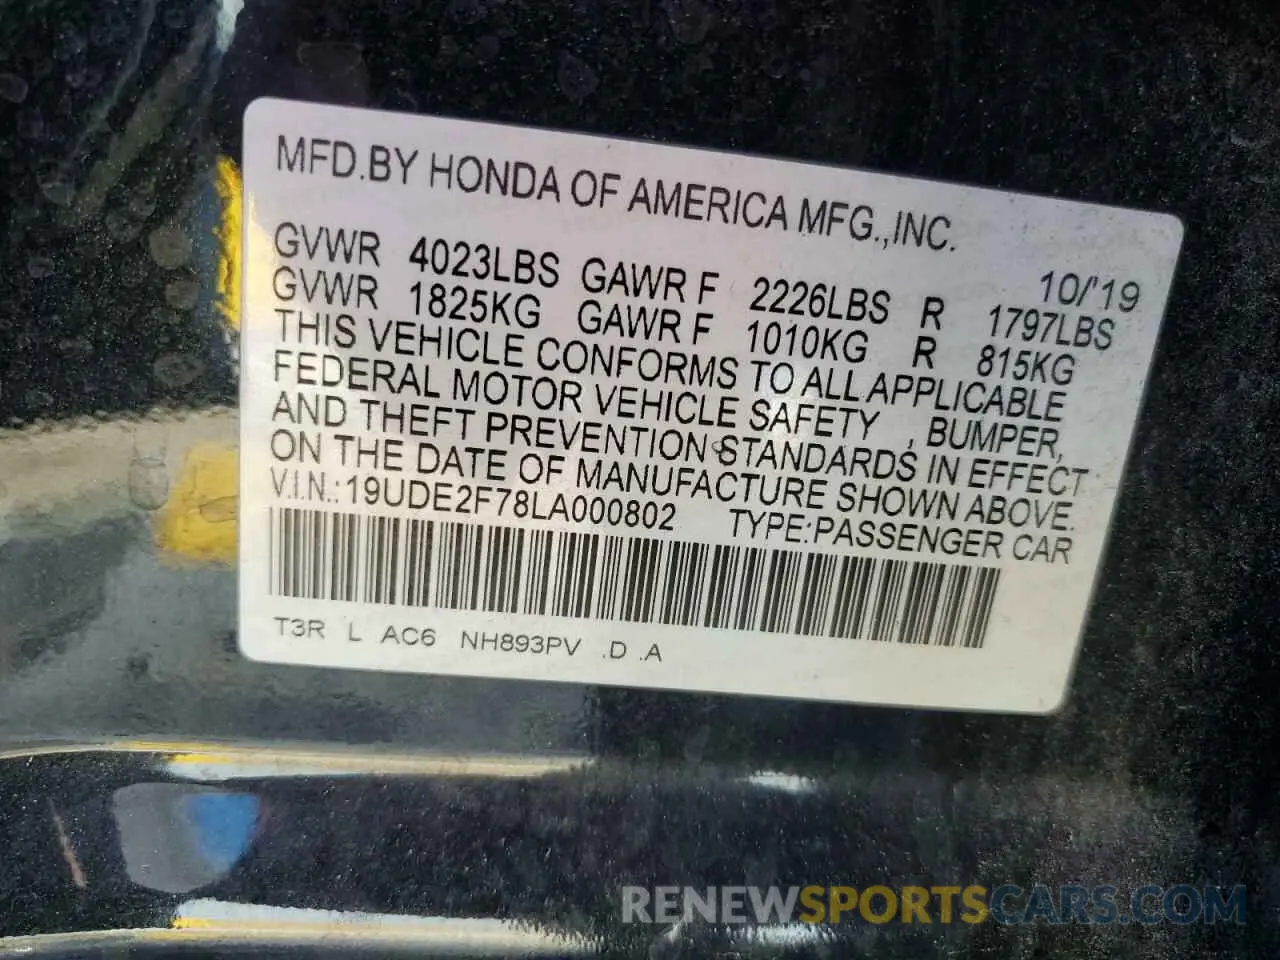 MFD.BY HONDA OF AMERICA MFG.,INC.
10/'19
GVWR 4023LBS GAWR F 2226LBS R 1797LBS
GVWR 1825KG GAWR F 1010KG R 815KG
THIS VEHICLE CONFORMS TO ALL APPLICABLE
FEDERAL MOTOR VEHICLE SAFETY , BUMPER,
AND THEFT PREVENTION STANDARDS IN EFFECT
ON THE DATE OF MANUFACTURE SHOWN ABOVE.
V.I.N.:19UDE2F78LA000802 TYPE:PASSENGER CAR
T3R L AC6 NH893PV .D .A
RENEWSPORTSCARS.COM